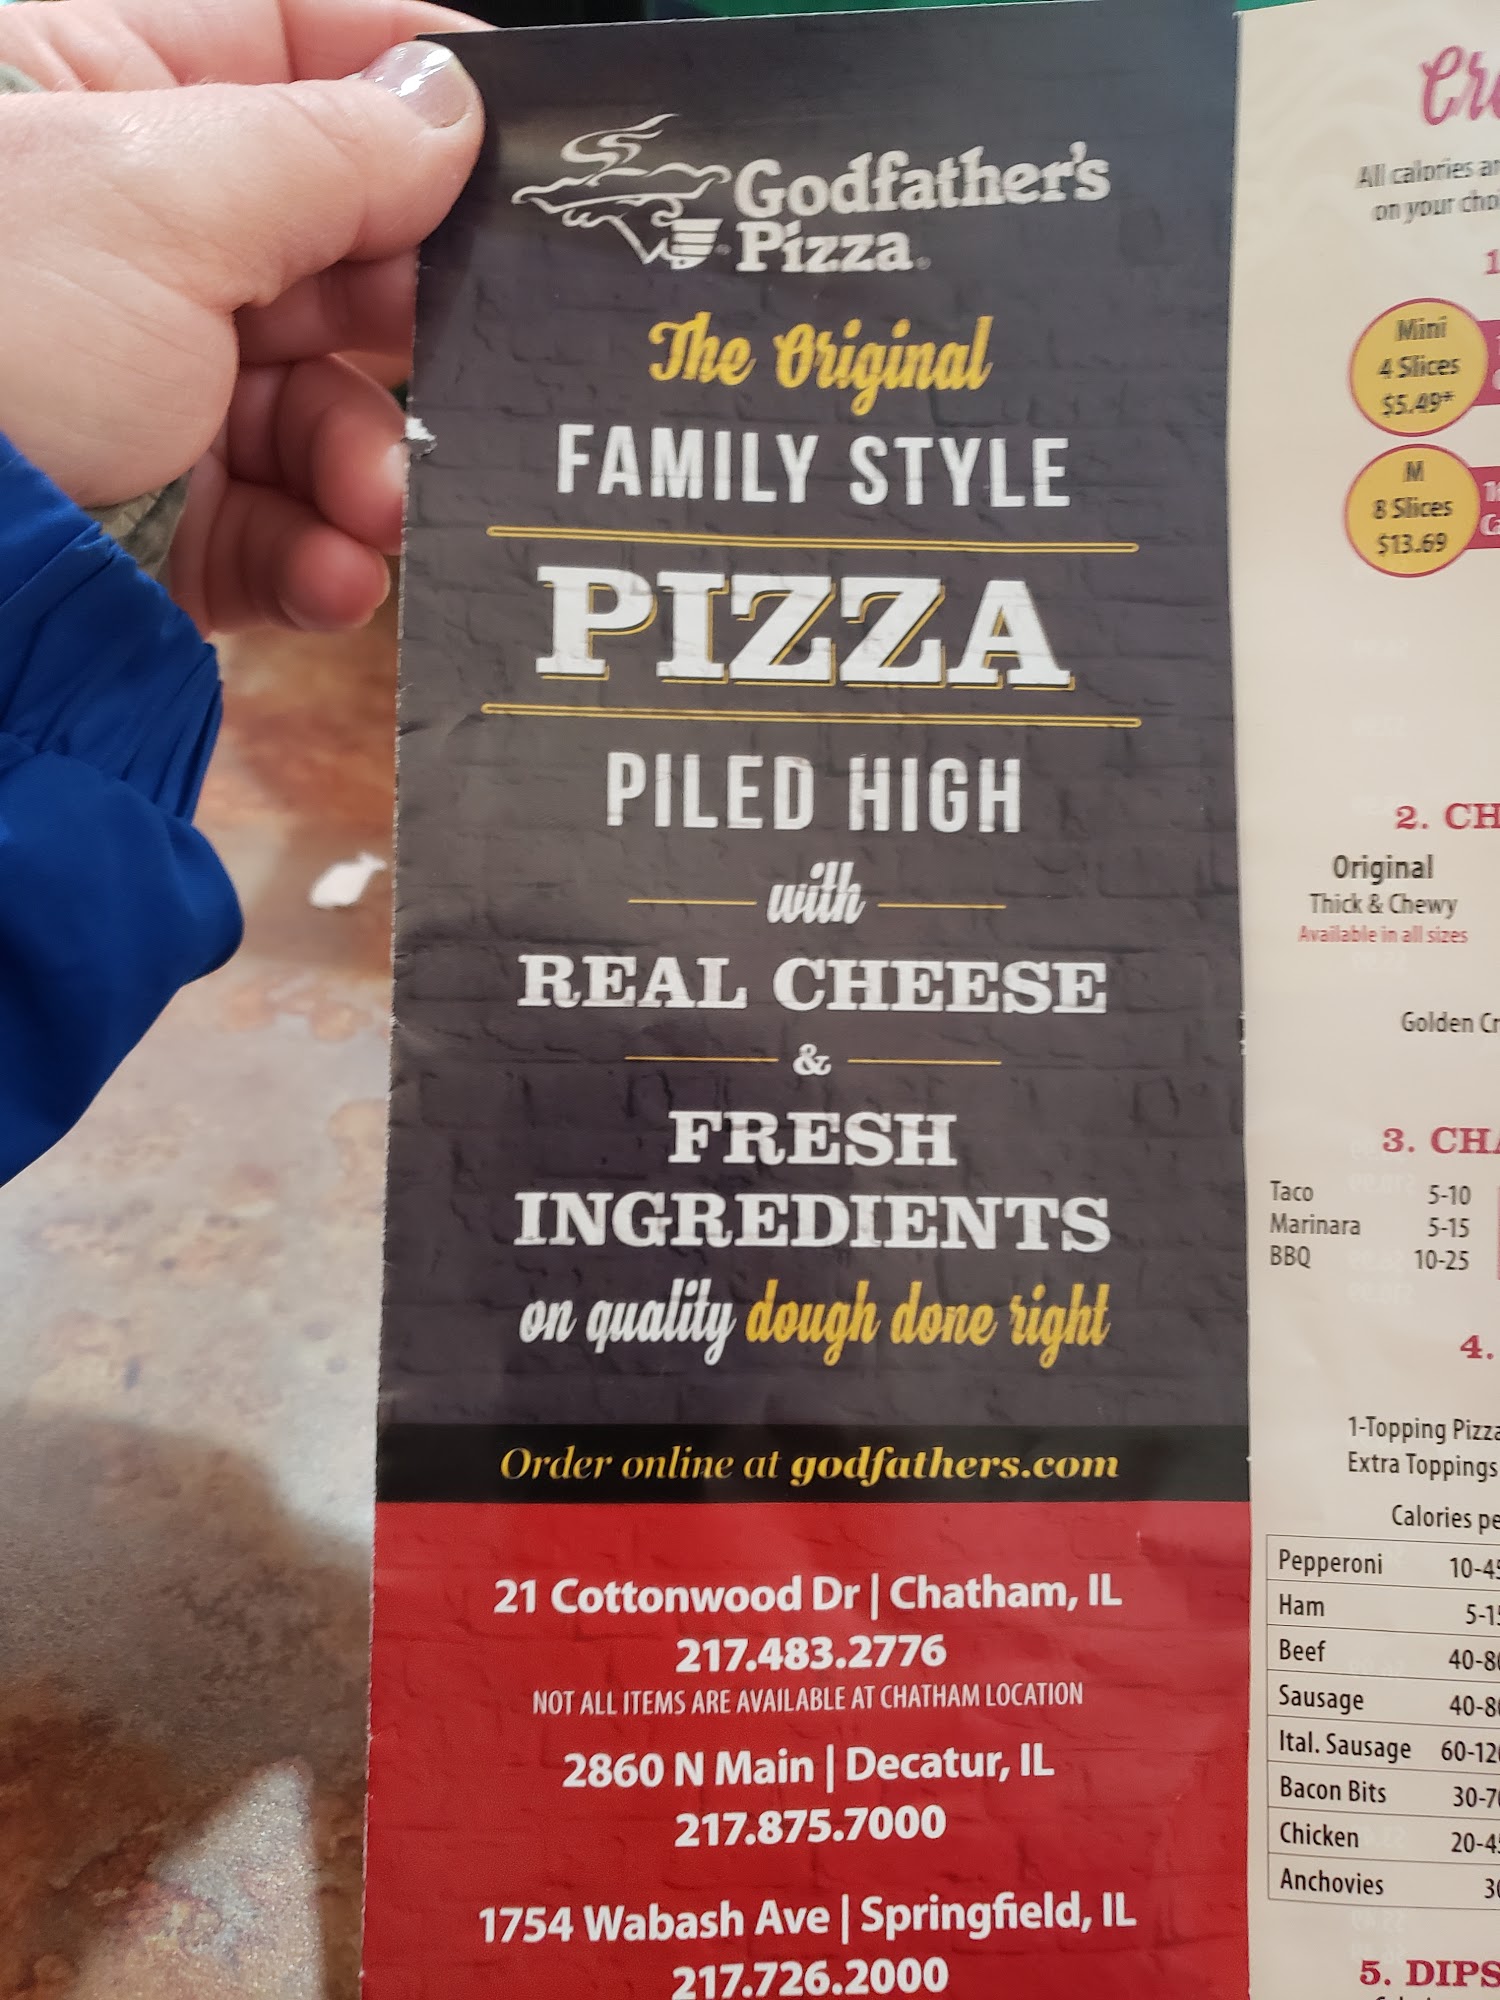 Godfather's
Pizza
The Original
FAMILY STYLE
PIZZA
PILED HIGH
with
REAL CHEESE
&
FRESH
INGREDIENTS
on quality dough done right
Order online at godfathers.com
21 Cottonwood Dr | Chatham, IL
217.483.2776
NOT ALL ITEMS ARE AVAILABLE AT CHATHAM LOCATION
2860 N Main | Decatur, IL
217.875.7000
1754 Wabash Ave | Springfield, IL
217.726.2000
All calories
on your
Mini
4 Slices
$5.49*
M
8 Slices
$13.69
2.
Original
Thick & Chewy
Available in all sizes
Golden
3.
Taco 5-10
Marinara 5-15
BBQ 10-25
4.
1-Topping Pizza
Extra Toppings
Calories
Pepperoni
Ham
Beef
Sausage
Ital. Sausage
Bacon Bits
Chicken
Anchovies
5. DIPS